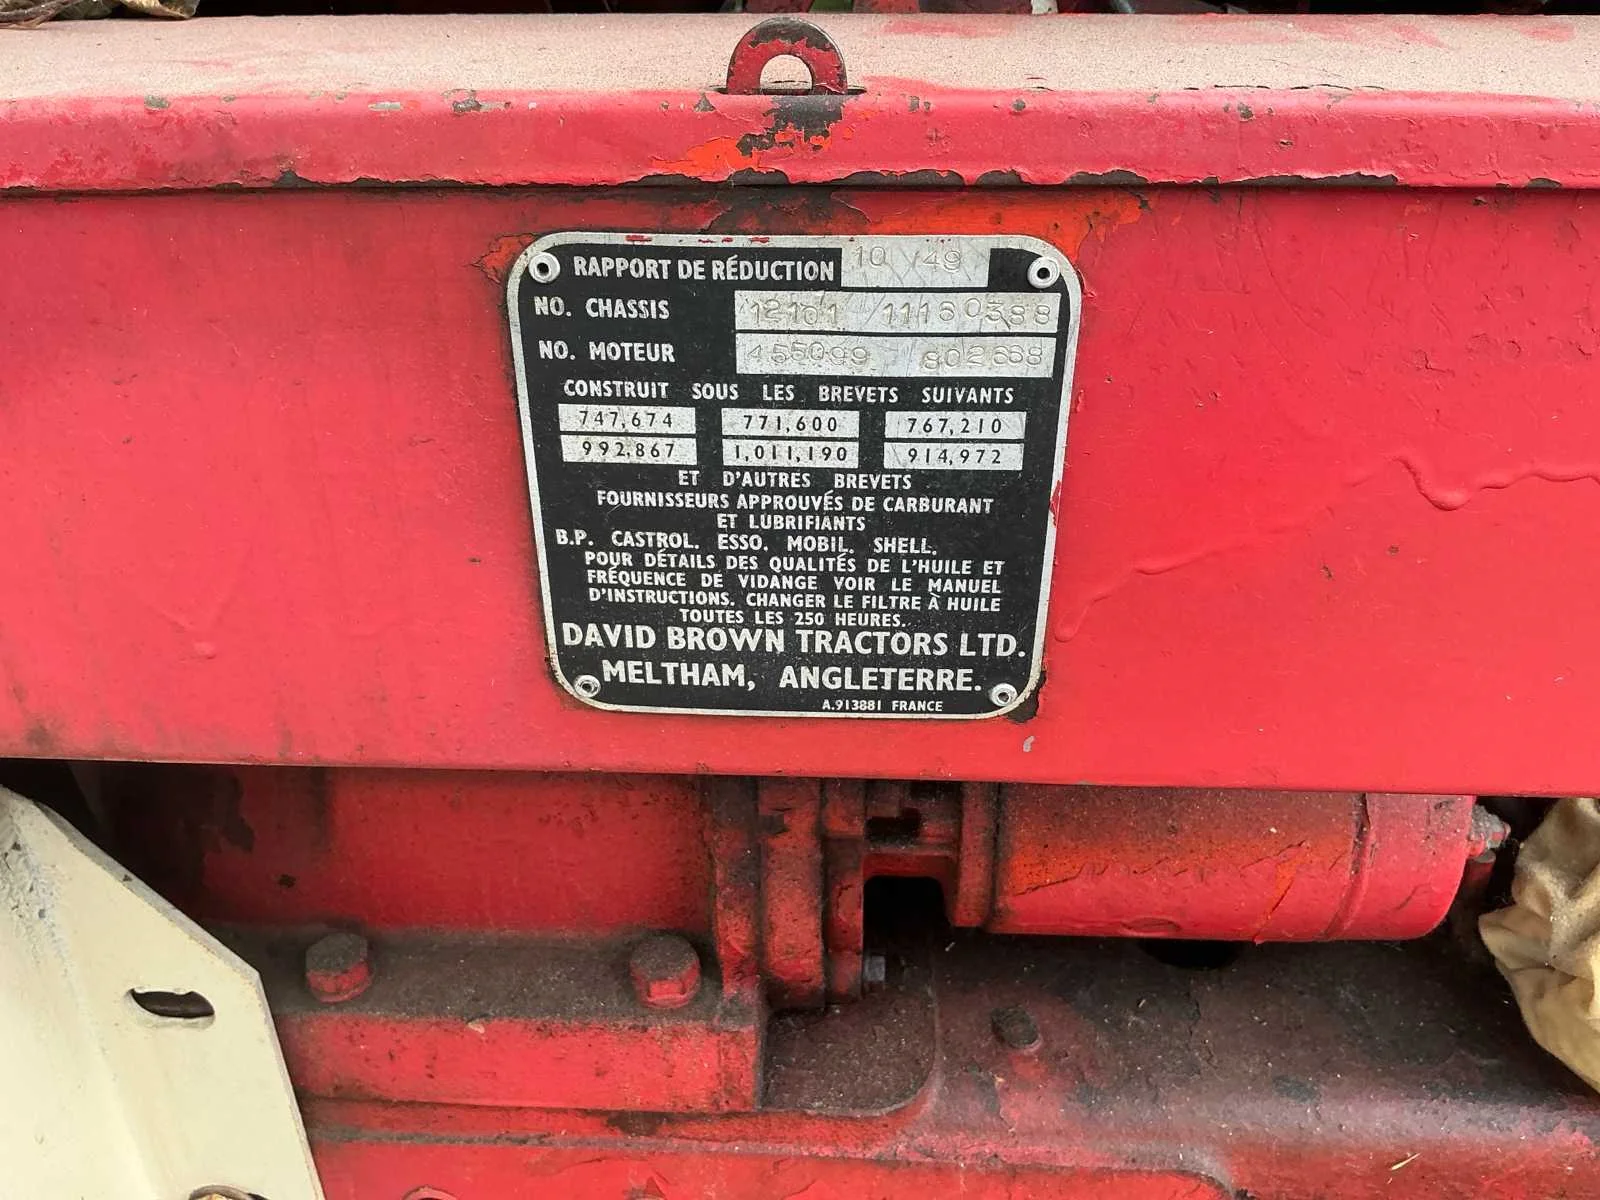 RAPPORT DE RÉDUCTION 10 49
NO. CHASSIS 12101 11160388
NO. MOTEUR 455099 802668
CONSTRUIT SOUS LES BREVETS SUIVANTS
747,674 771,600 767,210
992,867 1,011,190 914,972
ET D'AUTRES BREVETS
FOURNISSEURS APPROUVÉS DE CARBURANT
ET LUBRIFIANTS
B.P. CASTROL. ESSO. MOBIL. SHELL.
POUR DÉTAILS DES QUALITÉS DE L'HUILE ET
FRÉQUENCE DE VIDANGE VOIR LE MANUEL
D'INSTRUCTIONS. CHANGER LE FILTRE À HUILE
TOUTES LES 250 HEURES.
DAVID BROWN TRACTORS LTD.
MELTHAM, ANGLETERRE.
A.913881 FRANCE